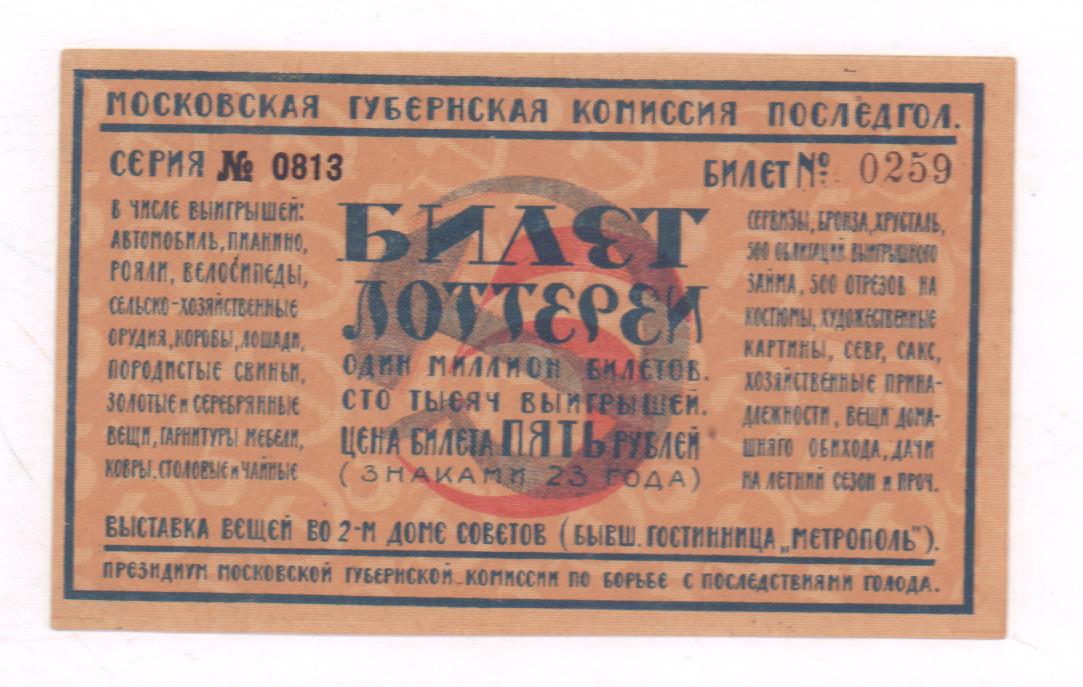 МОСКОВСКАЯ ГУБЕРНСКАЯ КОМИССИЯ ПОСЛЕДГОЛ.
СЕРИЯ № 0813
БИЛЕТ № 0259
В ЧИСЛЕ ВЫИГРЫШЕЙ:
АВТОМОБИЛЬ, ПИАНИНО,
РОЯЛИ, ВЕЛОСИПЕДЫ,
СЕЛЬСКО-ХОЗЯЙСТВЕННЫЕ
ОРУДИЯ, КОРОВЫ, ЛОШАДИ,
ПОРОДИСТЫЕ СВИНЬИ,
ЗОЛОТЫЕ И СЕРЕБРЯННЫЕ
ВЕЩИ, ГАРНИТУРЫ МЕБЕЛИ,
КОВРЫ, СТОЛОВЫЕ И ЧАЙНЫЕ
БИЛЕТ
ЛОТТЕРЕИ
ОДИН МИЛЛИОН БИЛЕТОВ.
СТО ТЫСЯЧ ВЫИГРЫШЕЙ.
ЦЕНА БИЛЕТА ПЯТЬ РУБЛЕЙ
(ЗНАКАМИ 23 ГОДА)
СЕРВИЗЫ, БРОНЗА, ХРУСТАЛЬ,
500 ОБЛИГАЦИЙ ВЫИГРЫШНОГО
ЗАЙМА, 500 ОТРЕЗОВ НА
КОСТЮМЫ, ХУДОЖЕСТВЕННЫЕ
КАРТИНЫ, СЕВР, САКС,
ХОЗЯЙСТВЕННЫЕ ПРИНА-
ДЛЕЖНОСТИ, ВЕЩИ ДОМА-
ШНЯГО ОБИХОДА, ДАЧИ
НА ЛЕТНИЙ СЕЗОН И ПРОЧ.
ВЫСТАВКА ВЕЩЕЙ ВО 2-М ДОМЕ СОВЕТОВ (БЫВШ. ГОСТИННИЦА „МЕТРОПОЛЬ").
ПРЕЗИДИУМ МОСКОВСКОЙ ГУБЕРНСКОЙ КОМИССИИ ПО БОРЬБЕ С ПОСЛЕДСТВИЯМИ ГОЛОДА.